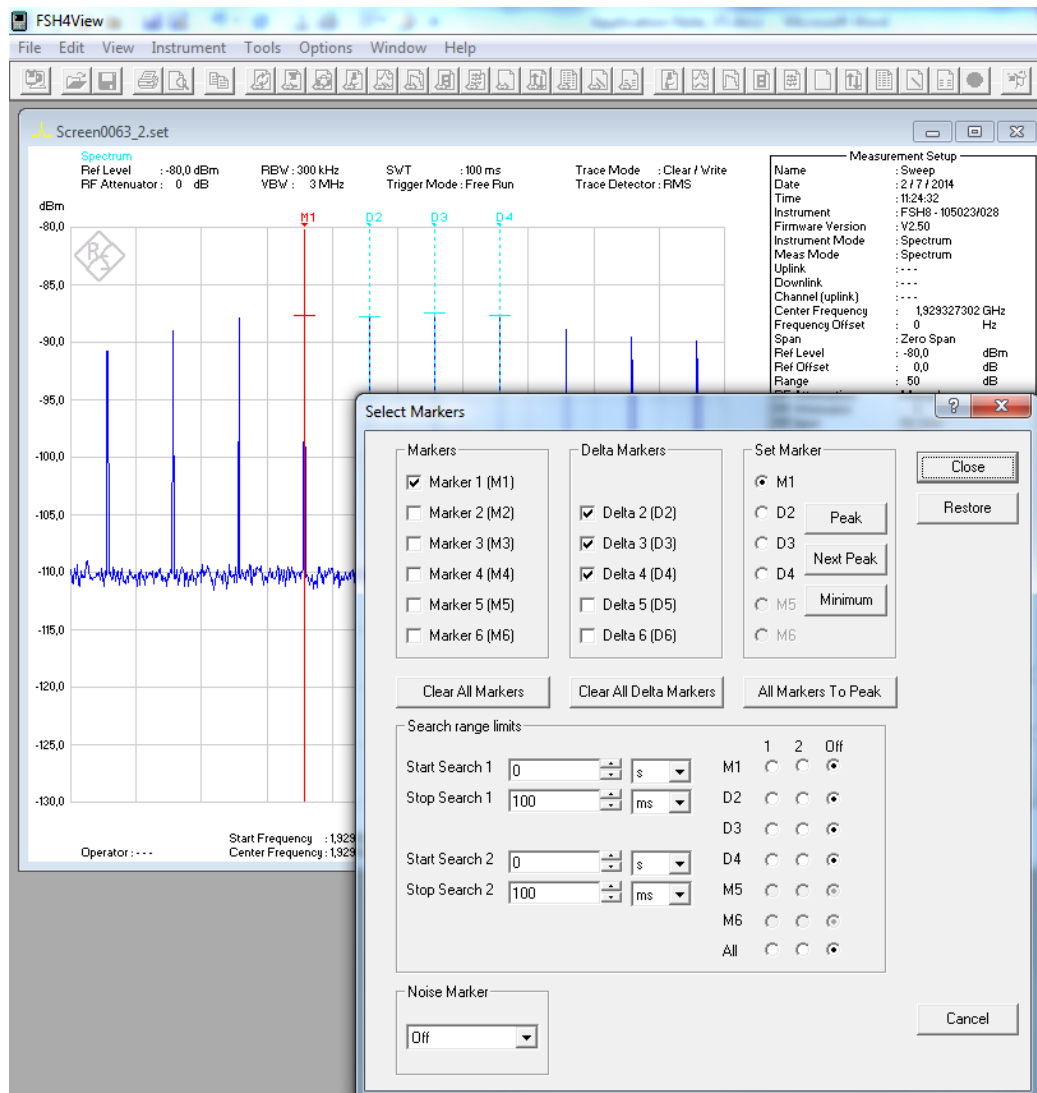 FSH4View
File Edit View Instrument Tools Options Window Help
Screen0063_2.set
Spectrum
Ref Level : -80,0 dBm RBW : 300 kHz SWT : 100 ms Trace Mode : Clear / Write
RF Attenuator : 0 dB VBW : 3 MHz Trigger Mode : Free Run Trace Detector : RMS
dBm
M1 D2 D3 D4
-80,0
-85,0
-90,0
-95,0
-100,0
-105,0
-110,0
-115,0
-120,0
-125,0
-130,0
Start Frequency : 1,929
Operator : - - - Center Frequency : 1,929
Measurement Setup
Name : Sweep
Date : 2 / 7 / 2014
Time : 11:24:32
Instrument : FSH8 - 105023/028
Firmware Version : V2.50
Instrument Mode : Spectrum
Meas Mode : Spectrum
Uplink : - - -
Downlink : - - -
Channel (uplink) : - - -
Center Frequency : 1,929327302 GHz
Frequency Offset : 0 Hz
Span : Zero Span
Ref Level : -80,0 dBm
Ref Offset : 0,0 dB
Range : 50 dB
Select Markers
Markers
Marker 1 (M1)
Marker 2 (M2)
Marker 3 (M3)
Marker 4 (M4)
Marker 5 (M5)
Marker 6 (M6)
Delta Markers
Delta 2 (D2)
Delta 3 (D3)
Delta 4 (D4)
Delta 5 (D5)
Delta 6 (D6)
Set Marker
M1
D2
D3
D4
M5
M6
Peak
Next Peak
Minimum
Close
Restore
Clear All Markers
Clear All Delta Markers
All Markers To Peak
Search range limits
1 2 Off
Start Search 1 0 s M1
Stop Search 1 100 ms D2
D3
Start Search 2 0 s D4
Stop Search 2 100 ms M5
M6
All
Noise Marker
Off
Cancel